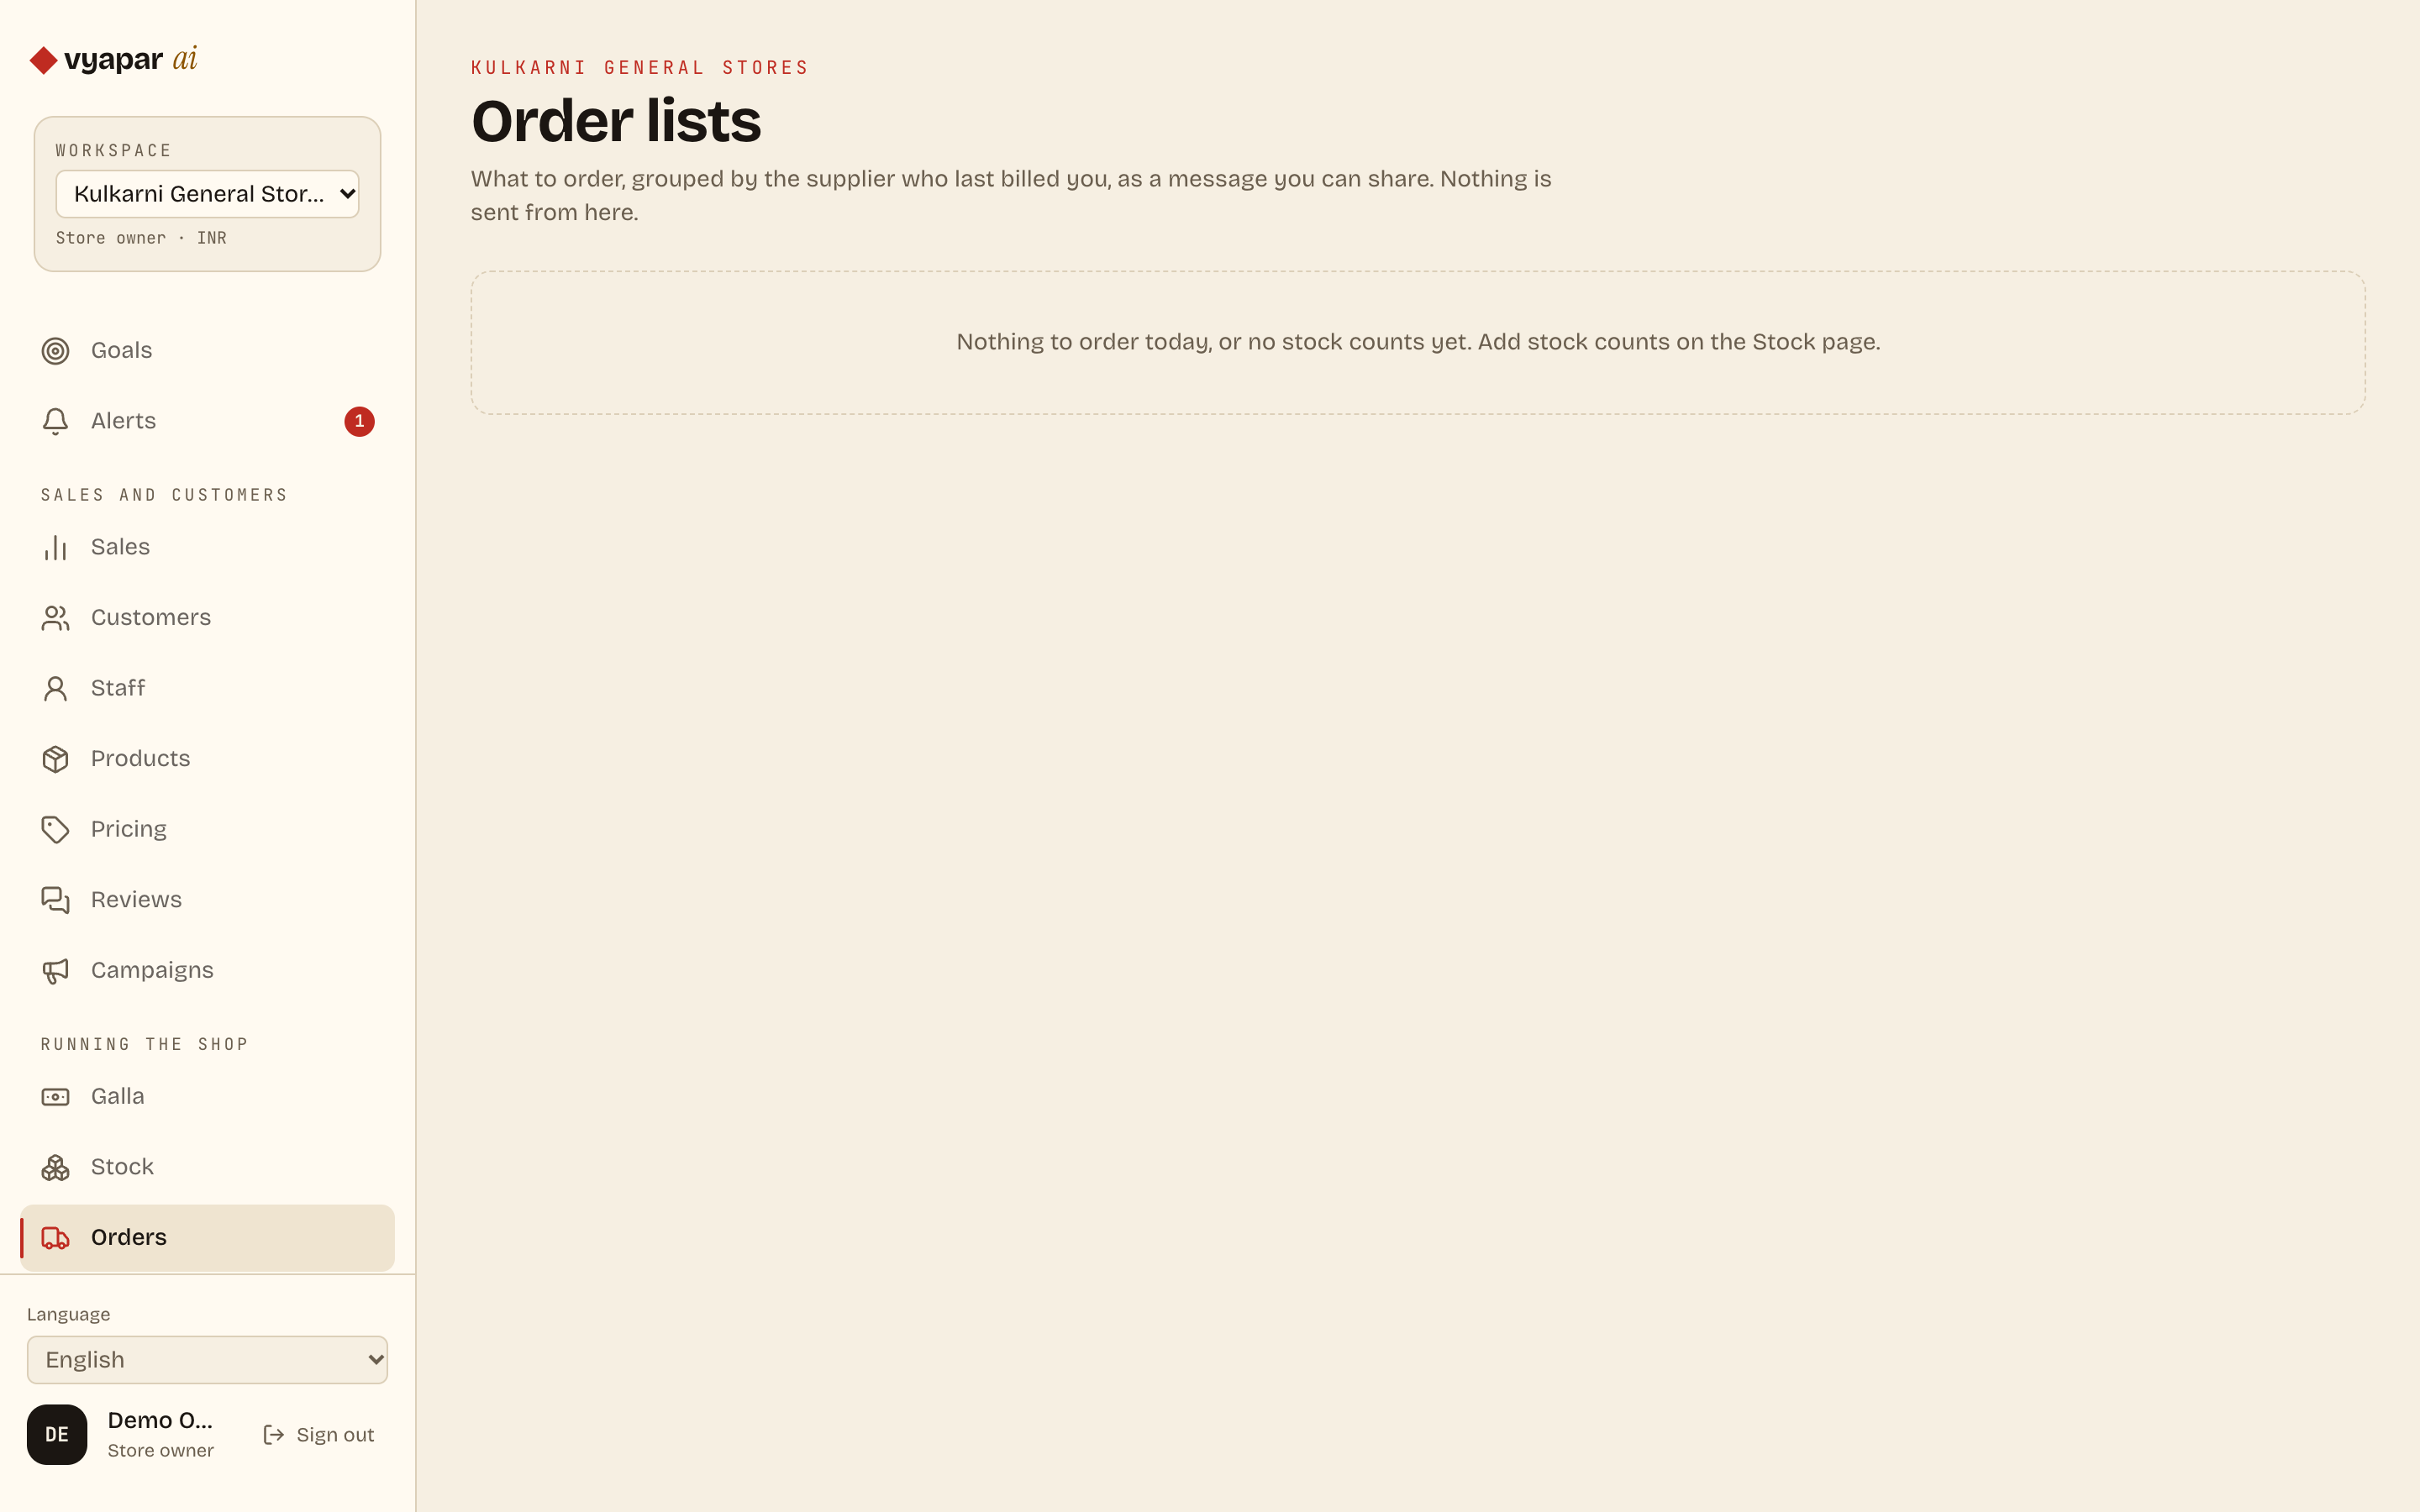 vyapar ai
WORKSPACE
Kulkarni General Stor...
Store owner · INR
Goals
Alerts
1
SALES AND CUSTOMERS
Sales
Customers
Staff
Products
Pricing
Reviews
Campaigns
RUNNING THE SHOP
Galla
Stock
Orders
Language
English
DE
Demo O...
Store owner
Sign out
KULKARNI GENERAL STORES
Order lists
What to order, grouped by the supplier who last billed you, as a message you can share. Nothing is
sent from here.
Nothing to order today, or no stock counts yet. Add stock counts on the Stock page.